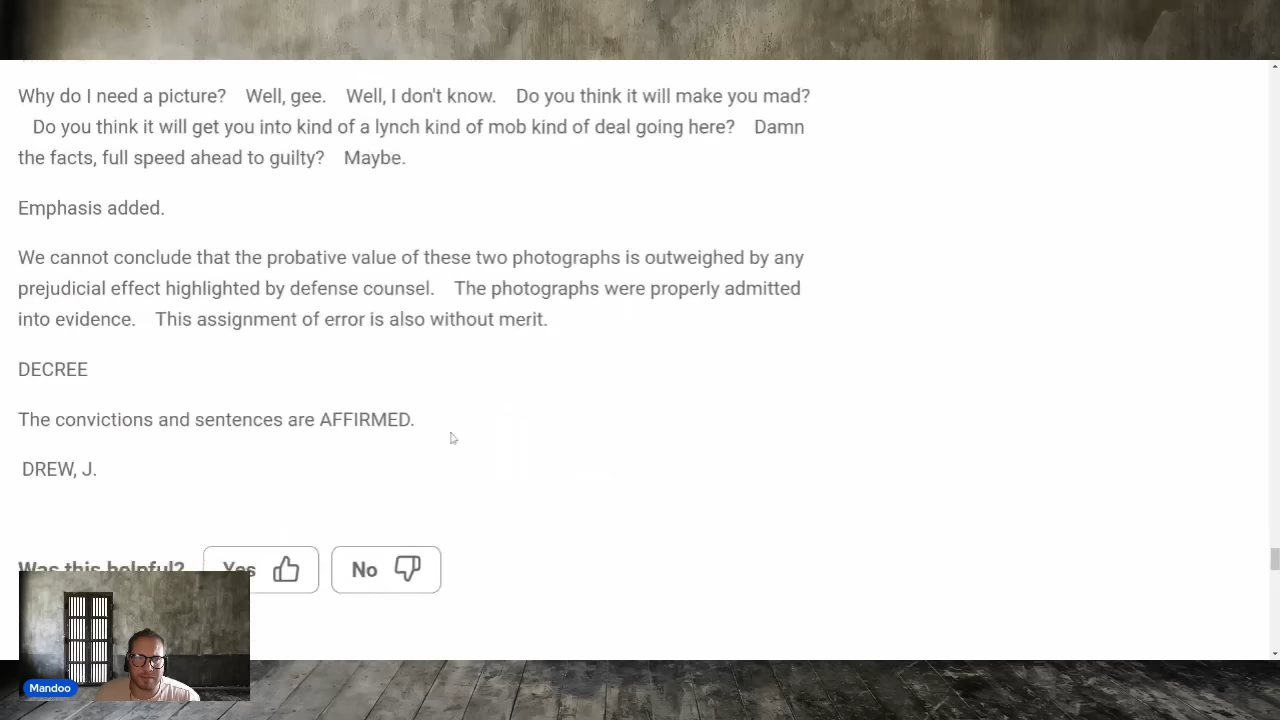 Why do I need a picture? Well, gee. Well, I don't know. Do you think it will make you mad?
Do you think it will get you into kind of a lynch kind of mob kind of deal going here? Damn
the facts, full speed ahead to guilty? Maybe.
Emphasis added.
We cannot conclude that the probative value of these two photographs is outweighed by any
prejudicial effect highlighted by defense counsel. The photographs were properly admitted
into evidence. This assignment of error is also without merit.
DECREE
The convictions and sentences are AFFIRMED.
DREW, J.
Was this helpful? Yes No
Mandoo